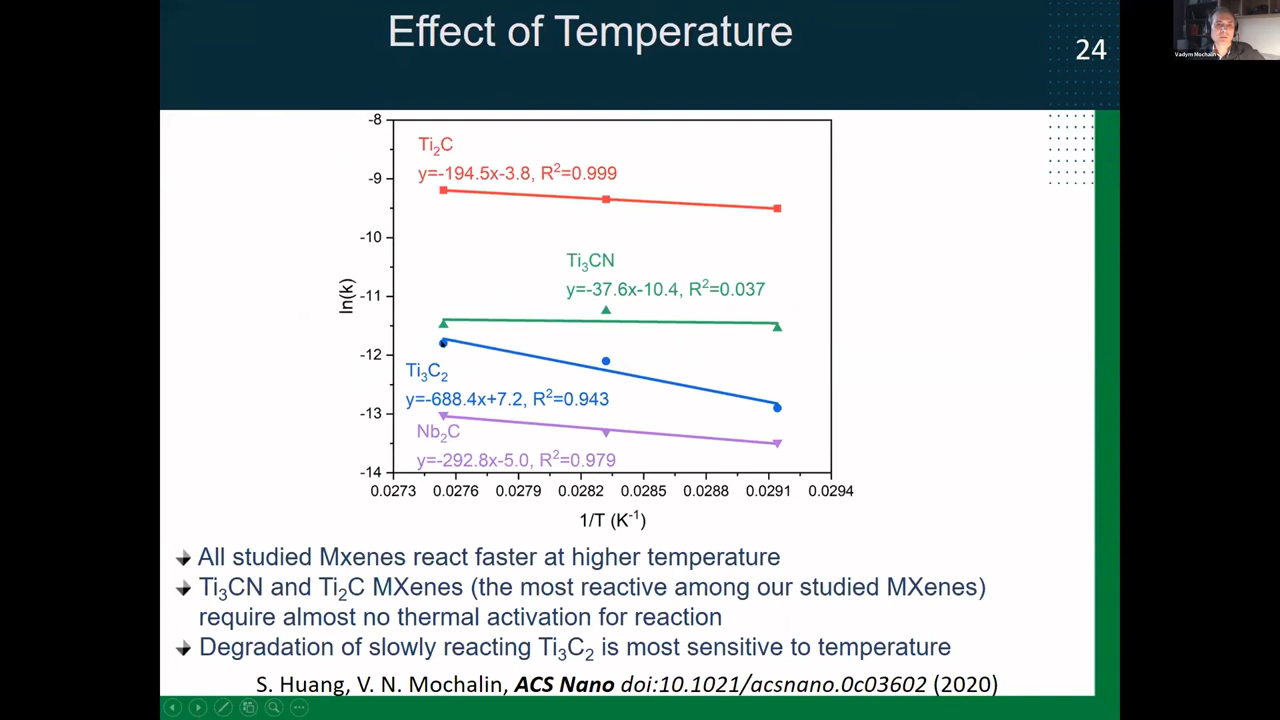 Effect of Temperature
24
Vadym Mochalin
-8
-9
-10
-11
-12
-13
-14
ln(k)
Ti₂C
y=-194.5x-3.8, R²=0.999
Ti₃CN
y=-37.6x-10.4, R²=0.037
Ti₃C₂
y=-688.4x+7.2, R²=0.943
Nb₂C
y=-292.8x-5.0, R²=0.979
0.0273 0.0276 0.0279 0.0282 0.0285 0.0288 0.0291 0.0294
1/T (K⁻¹)
All studied Mxenes react faster at higher temperature
Ti₃CN and Ti₂C MXenes (the most reactive among our studied MXenes)
require almost no thermal activation for reaction
Degradation of slowly reacting Ti₃C₂ is most sensitive to temperature
S. Huang, V. N. Mochalin, ACS Nano doi:10.1021/acsnano.0c03602 (2020)